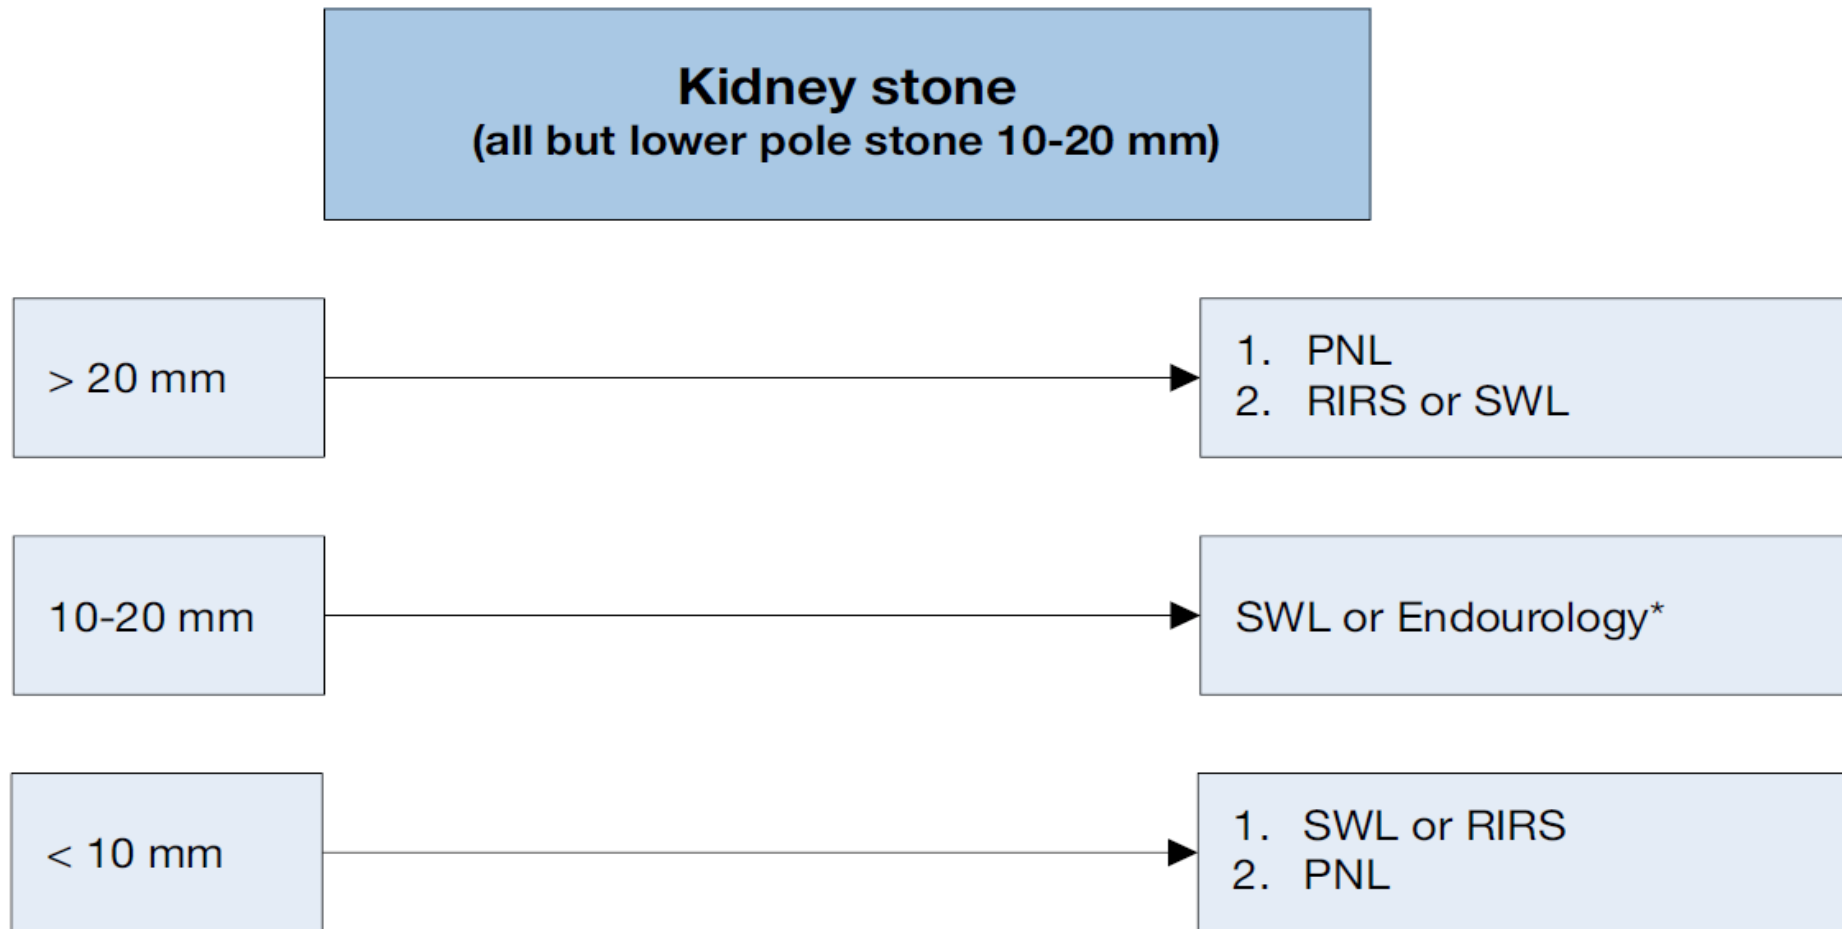 Kidney stone
(all but lower pole stone 10-20 mm)
> 20 mm
1. PNL
2. RIRS or SWL
10-20 mm
SWL or Endourology*
< 10 mm
1. SWL or RIRS
2. PNL